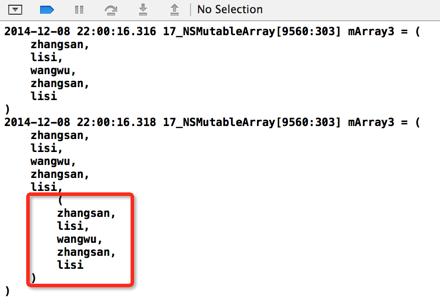 No Selection
2014-12-08 22:00:16.316 17_NSMutableArray[9560:303] mArray3 = (
zhangsan,
lisi,
wangwu,
zhangsan,
lisi
)
2014-12-08 22:00:16.318 17_NSMutableArray[9560:303] mArray3 = (
zhangsan,
lisi,
wangwu,
zhangsan,
lisi,
(
zhangsan,
lisi,
wangwu,
zhangsan,
lisi
)
)